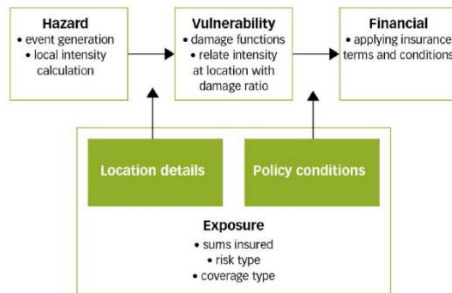 Hazard
• event generation
• local intensity
calculation
Vulnerability
• damage functions
• relate intensity
at location with
damage ratio
Financial
• applying insurance
terms and conditions
Location details
Policy conditions
Exposure
• sums insured
• risk type
• coverage type